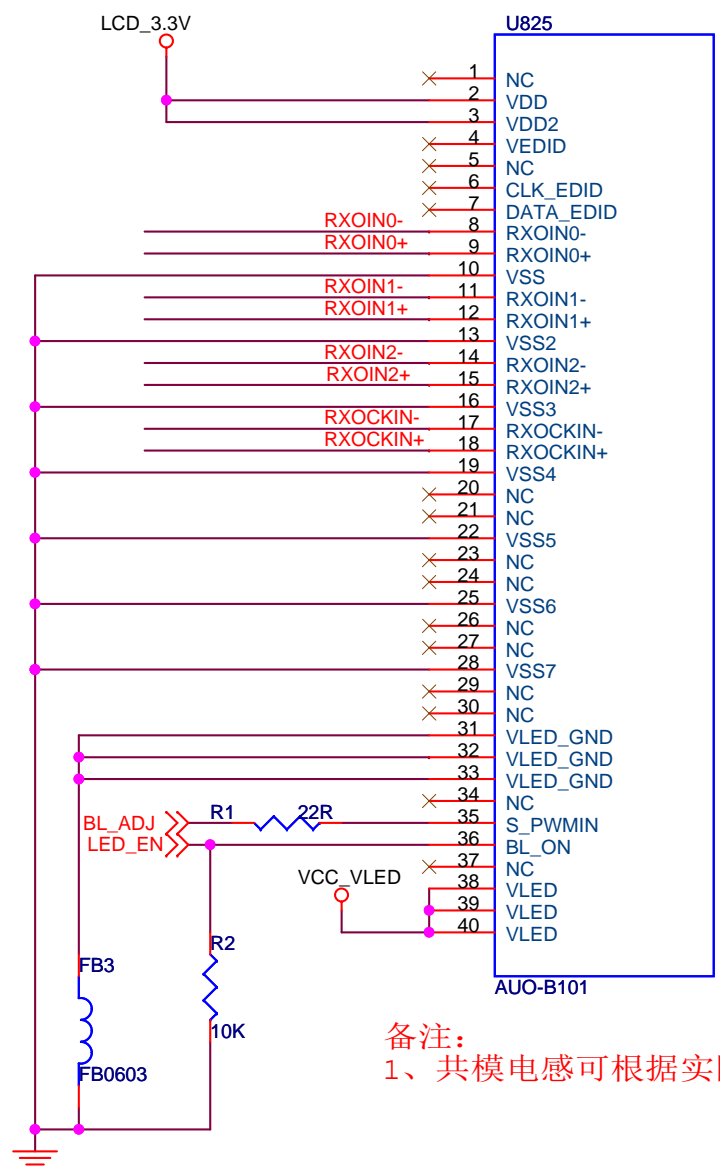 LCD_3.3V
U825
1 NC
2 VDD
3 VDD2
4 VEDID
5 NC
6 CLK_EDID
7 DATA_EDID
RXOIN0- 8 RXOIN0-
RXOIN0+ 9 RXOIN0+
10 VSS
RXOIN1- 11 RXOIN1-
RXOIN1+ 12 RXOIN1+
13 VSS2
RXOIN2- 14 RXOIN2-
RXOIN2+ 15 RXOIN2+
16 VSS3
RXOCKIN- 17 RXOCKIN-
RXOCKIN+ 18 RXOCKIN+
19 VSS4
20 NC
21 NC
22 VSS5
23 NC
24 NC
25 VSS6
26 NC
27 NC
28 VSS7
29 NC
30 NC
31 VLED_GND
32 VLED_GND
33 VLED_GND
34 NC
BL_ADJ R1 22R 35 S_PWMIN
LED_EN 36 BL_ON
37 NC
VCC_VLED 38 VLED
39 VLED
40 VLED
R2
FB3
AUO-B101
10K
FB0603
备注：
1、共模电感可根据实